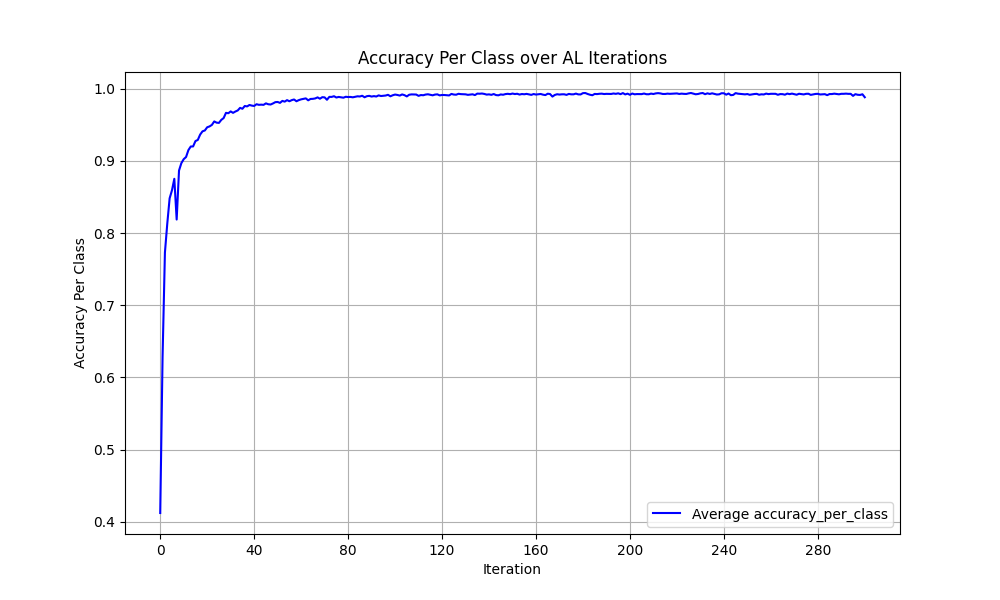 Accuracy Per Class over AL Iterations
Accuracy Per Class
1.0
0.9
0.8
0.7
0.6
0.5
0.4
0 40 80 120 160 200 240 280
Iteration
Average accuracy_per_class